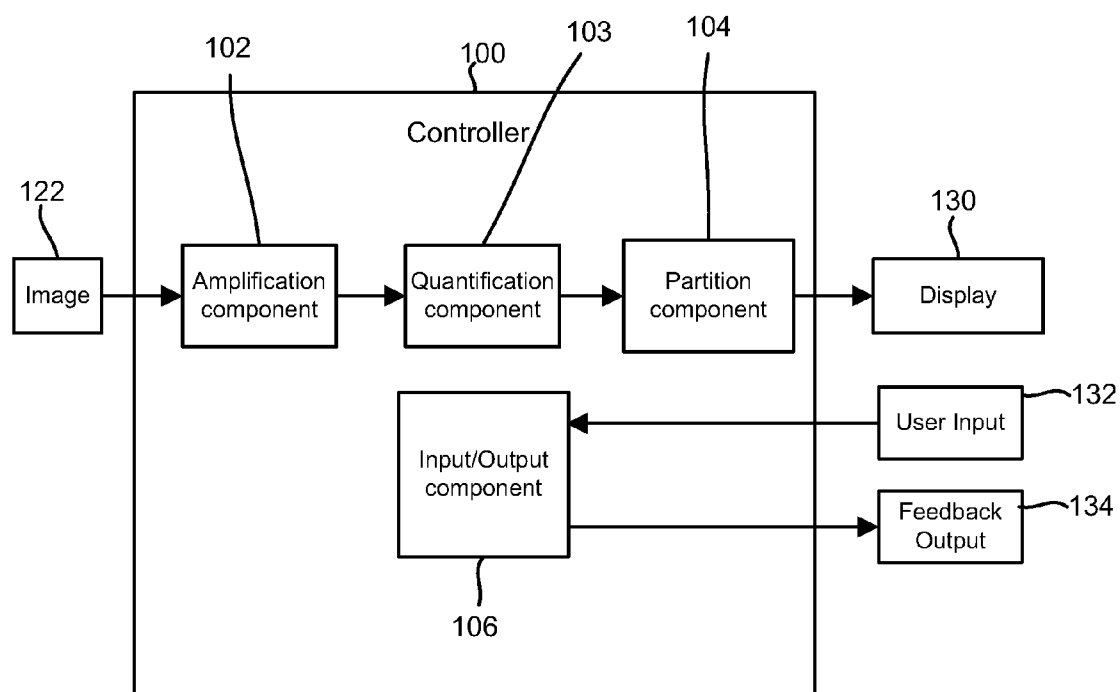 102
100
103
104
Controller
122
130
Image
Amplification
component
Quantification
component
Partition
component
Display
132
User Input
Input/Output
component
134
Feedback
Output
106